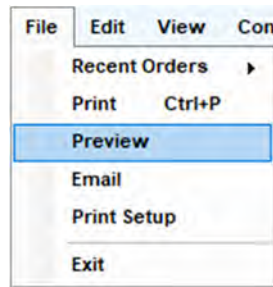 File Edit View Con
Recent Orders
Print Ctrl+P
Preview
Email
Print Setup
Exit